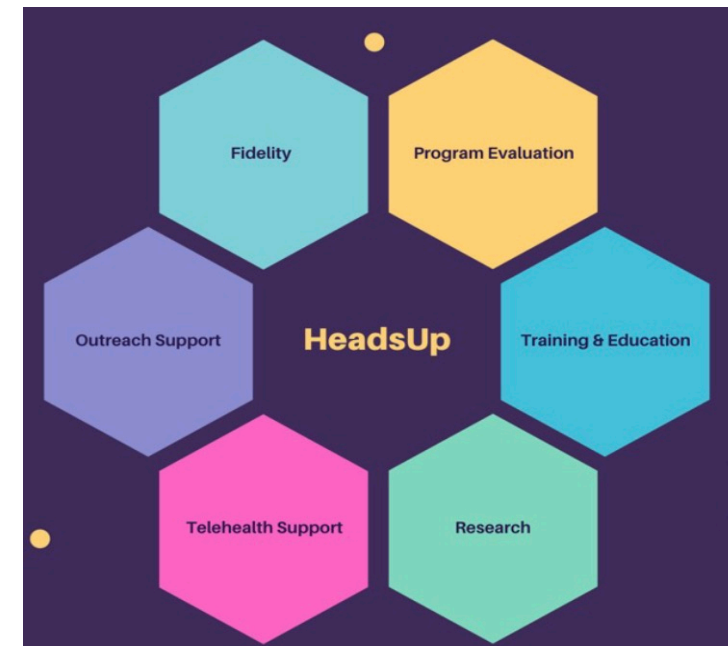 Fidelity
Program Evaluation
Outreach Support
HeadsUp
Training & Education
Telehealth Support
Research